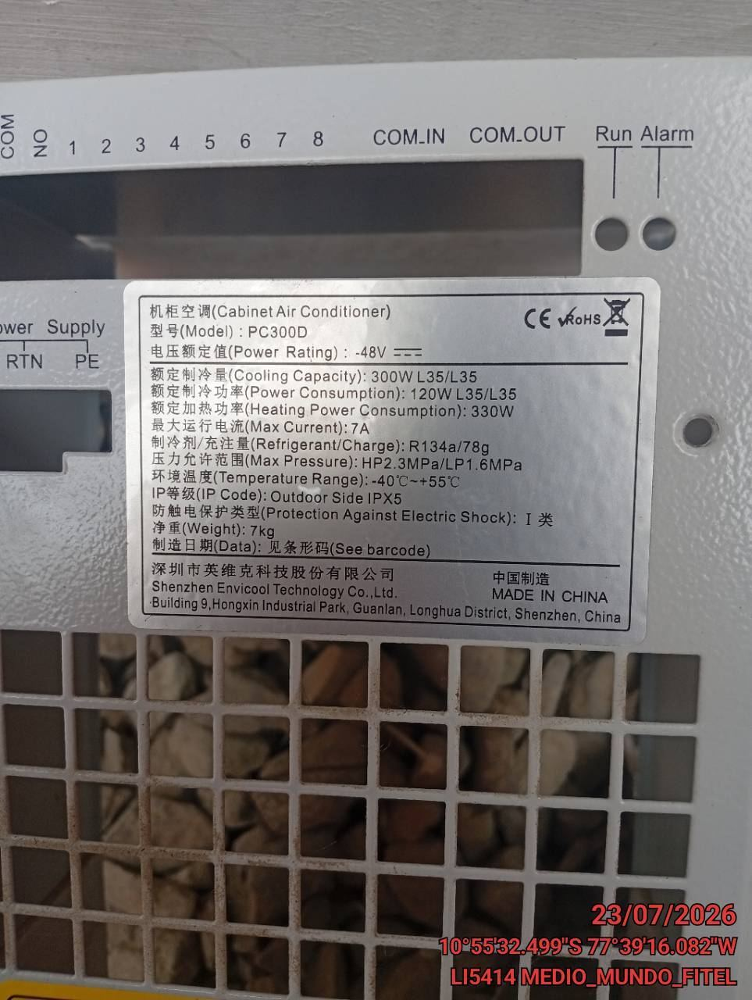 COM NO 1 2 3 4 5 6 7 8 COM_IN COM_OUT Run Alarm
Supply
RTN PE
机柜空调(Cabinet Air Conditioner)
CE RoHS
型号(Model) : PC300D
电压额定值(Power Rating) : -48V
额定制冷量(Cooling Capacity): 300W L35/L35
额定制冷功率(Power Consumption): 120W L35/L35
额定加热功率(Heating Power Consumption): 330W
最大运行电流(Max Current): 7A
制冷剂/充注量(Refrigerant/Charge): R134a/78g
压力允许范围(Max Pressure): HP2.3MPa/LP1.6MPa
环境温度(Temperature Range): -40℃~+55℃
IP等级(IP Code): Outdoor Side IPX5
防触电保护类型(Protection Against Electric Shock): I 类
净重(Weight): 7kg
制造日期(Data): 见条形码(See barcode)
深圳市英维克科技股份有限公司
Shenzhen Envicool Technology Co.,Ltd.
中国制造
MADE IN CHINA
Building 9,Hongxin Industrial Park, Guanlan, Longhua District, Shenzhen, China
23/07/2026
10°55'32.499"S 77°39'16.082"W
LI5414 MEDIO_MUNDO_FITEL